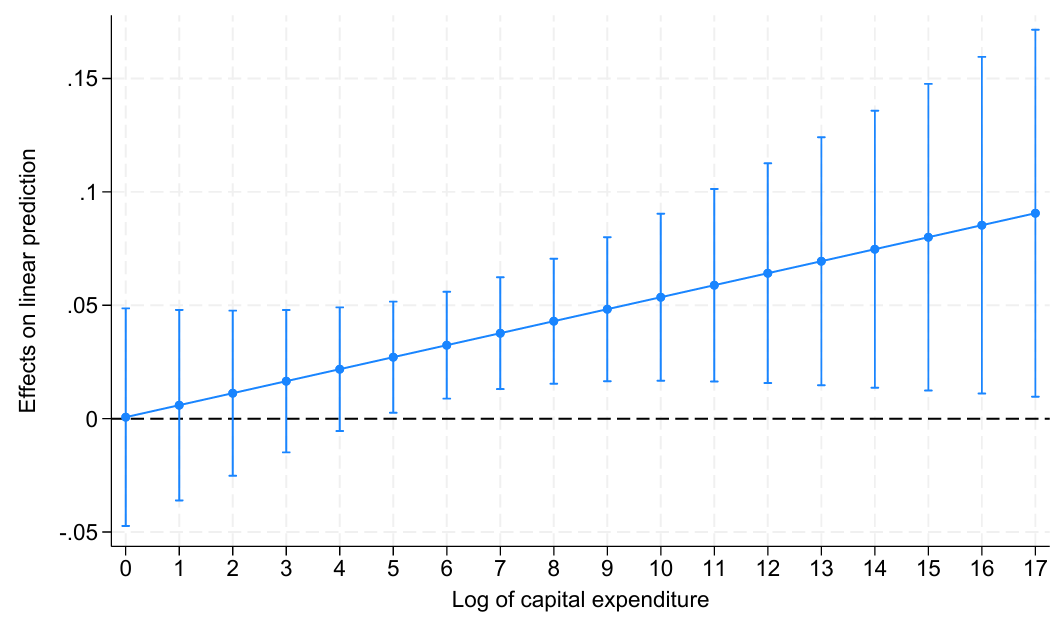 Effects on linear prediction
.15
.1
.05
0
-.05
0 1 2 3 4 5 6 7 8 9 10 11 12 13 14 15 16 17
Log of capital expenditure